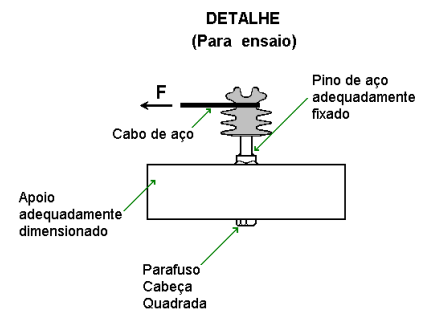 DETALHE
(Para ensaio)
F
Pino de aço
adequadamente
fixado
Cabo de aço
Apoio
adequadamente
dimensionado
Parafuso
Cabeça
Quadrada